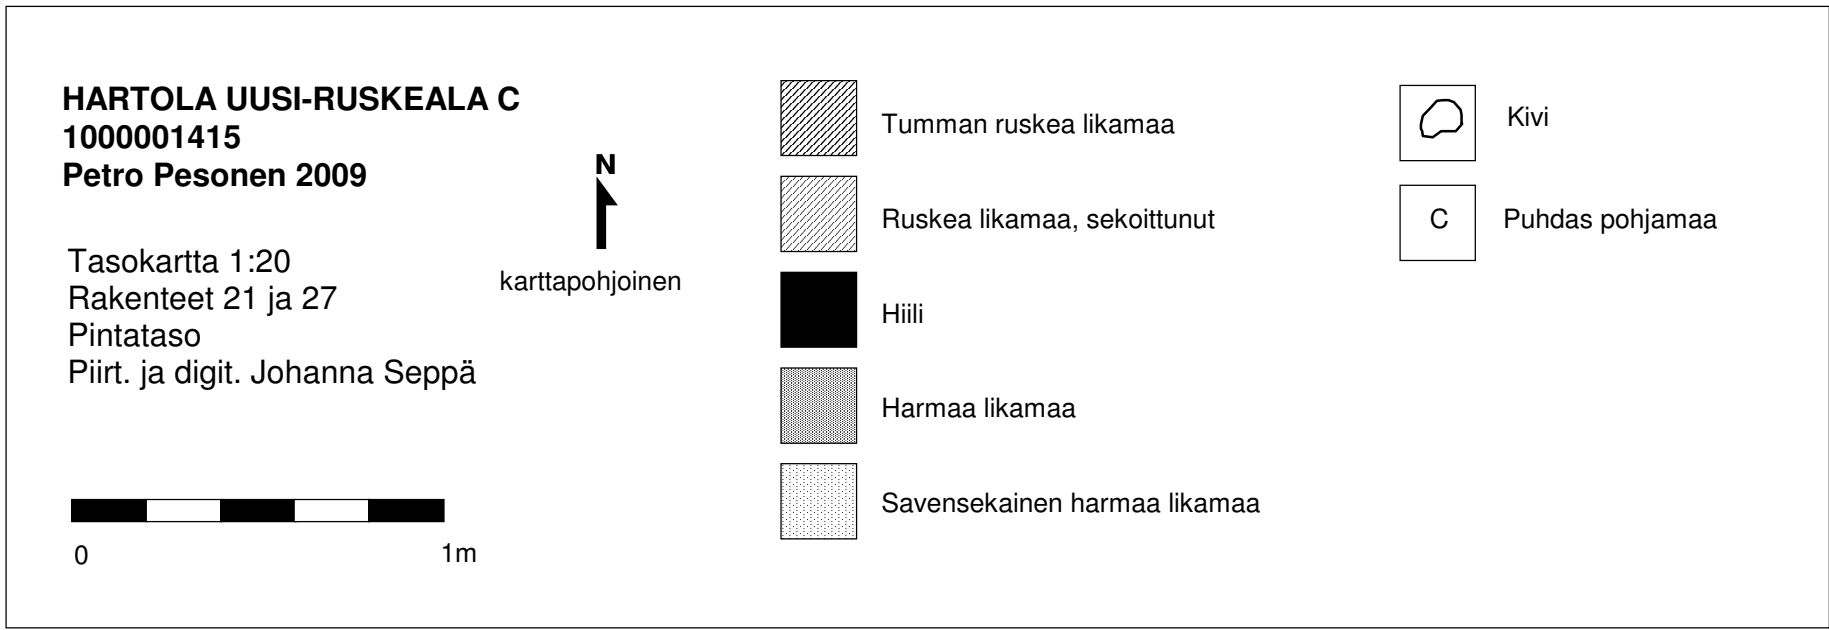 HARTOLA UUSI-RUSKEALA C
1000001415
Petro Pesonen 2009
N
karttapohjoinen
Tasokartta 1:20
Rakenteet 21 ja 27
Pintataso
Piirt. ja digit. Johanna Seppä
0
1m
Tumman ruskea likamaa
Ruskea likamaa, sekoittunut
Hiili
Harmaa likamaa
Savensekainen harmaa likamaa
Kivi
C
Puhdas pohjamaa